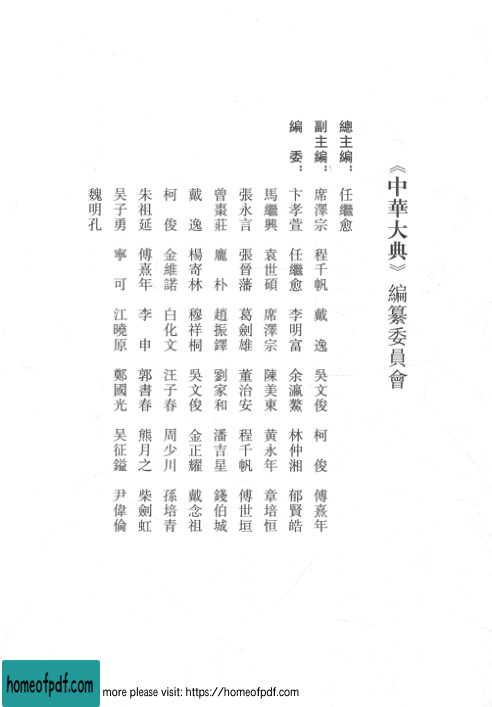 《中華大典》編纂委員會
總主編：任繼愈
副主編：席澤宗　程千帆　戴　逸　吳文俊　柯　俊　傅熹年
編　委：卞孝萱　任繼愈　李明富　余瀛鰲　林仲湘　郁賢皓
馬繼興　袁世碩　席澤宗　陳美東　黄永年　章培恒
張永言　張晉藩　葛劍雄　董治安　程千帆　傅世垣
曾棗莊　龐　朴　趙振鐸　劉家和　潘吉星　錢伯城
戴　逸　楊寄林　穆祥桐　吳文俊　金正耀　戴念祖
柯　俊　金維諾　白化文　汪子春　周少川　孫培青
朱祖延　傅熹年　李　申　郭書春　熊月之　柴劍虹
吴子勇　寧　可　江曉原　鄭國光　吴征鎰　尹偉倫
魏明孔
homeofpdf.com more please visit: https://homeofpdf.com